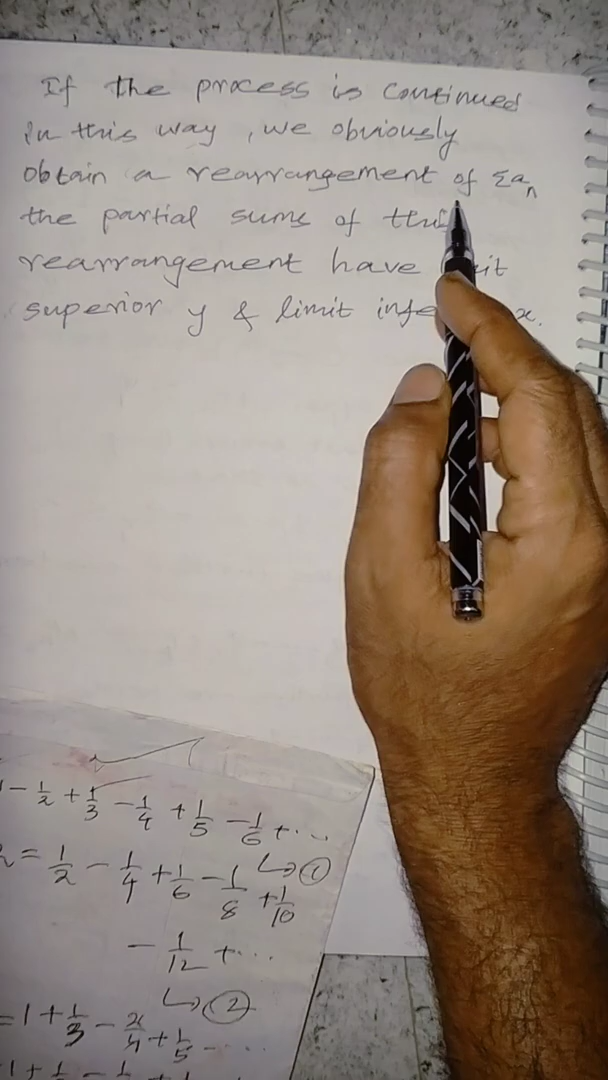 If the process is continued
in this way, we obviously
obtain a rearrangement of Σaₙ
the partial sums of
rearrangement have
superior y & limit x.
- 1/2 + 1/3 - 1/4 + 1/5 - 1/6 + ...
= 1/2 - 1/4 + 1/6 - 1/8 + 1/10 ↳ ①
- 1/12 + ...
↳ ②
= 1 + 1/3 - 2/4 + 1/5 - ...